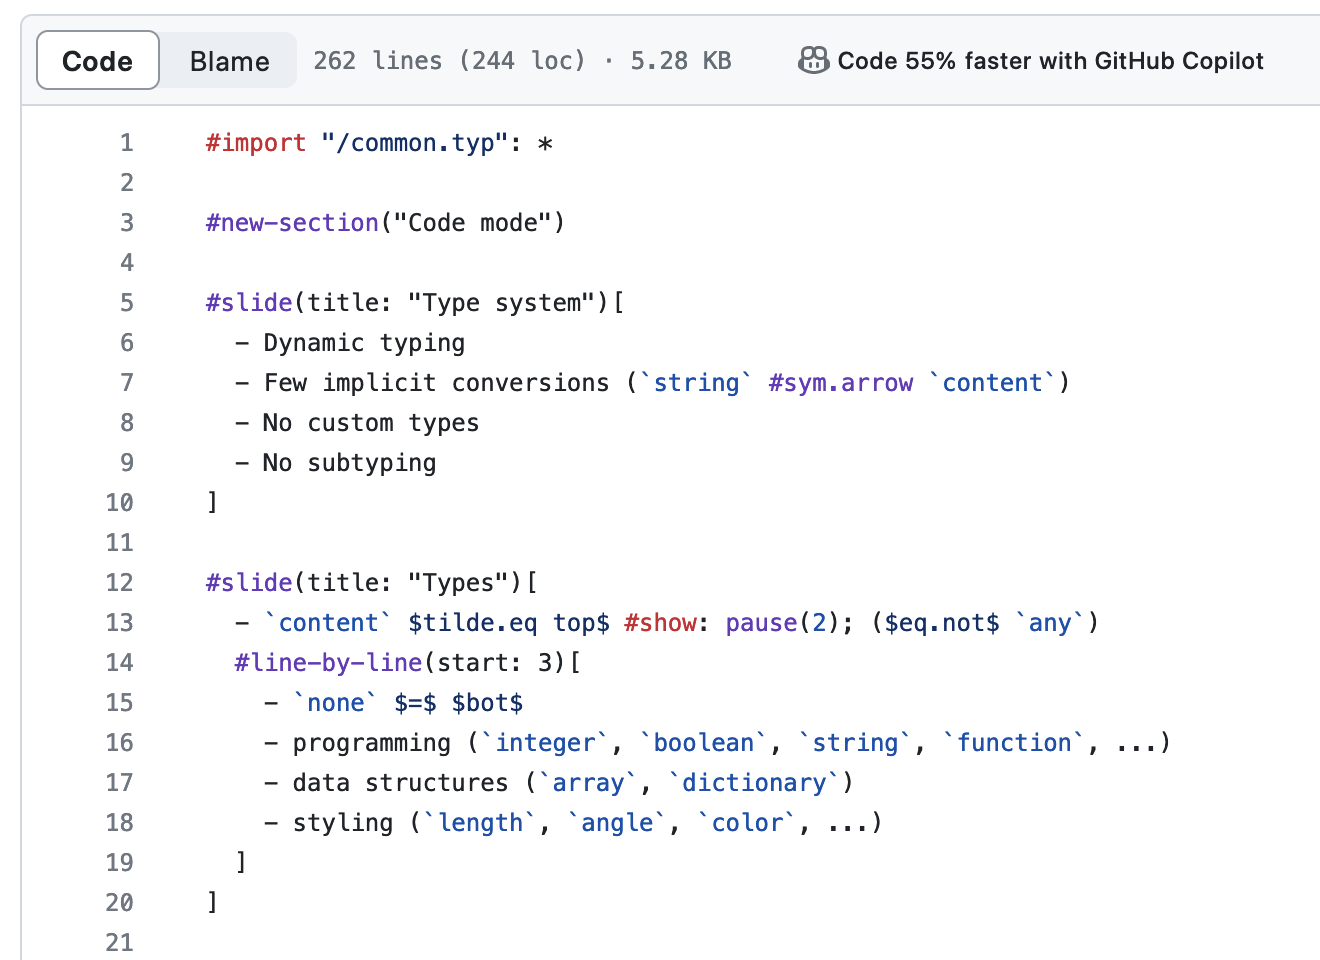 Code Blame 262 lines (244 loc) · 5.28 KB Code 55% faster with GitHub Copilot
1 #import "/common.typ": *
2
3 #new-section("Code mode")
4
5 #slide(title: "Type system")[
6   - Dynamic typing
7   - Few implicit conversions (`string` #sym.arrow `content`)
8   - No custom types
9   - No subtyping
10 ]
11
12 #slide(title: "Types")[
13   - `content` $tilde.eq top$ #show: pause(2); ($eq.not$ `any`)
14   #line-by-line(start: 3)[
15     - `none` $=$ $bot$
16     - programming (`integer`, `boolean`, `string`, `function`, ...)
17     - data structures (`array`, `dictionary`)
18     - styling (`length`, `angle`, `color`, ...)
19   ]
20 ]
21